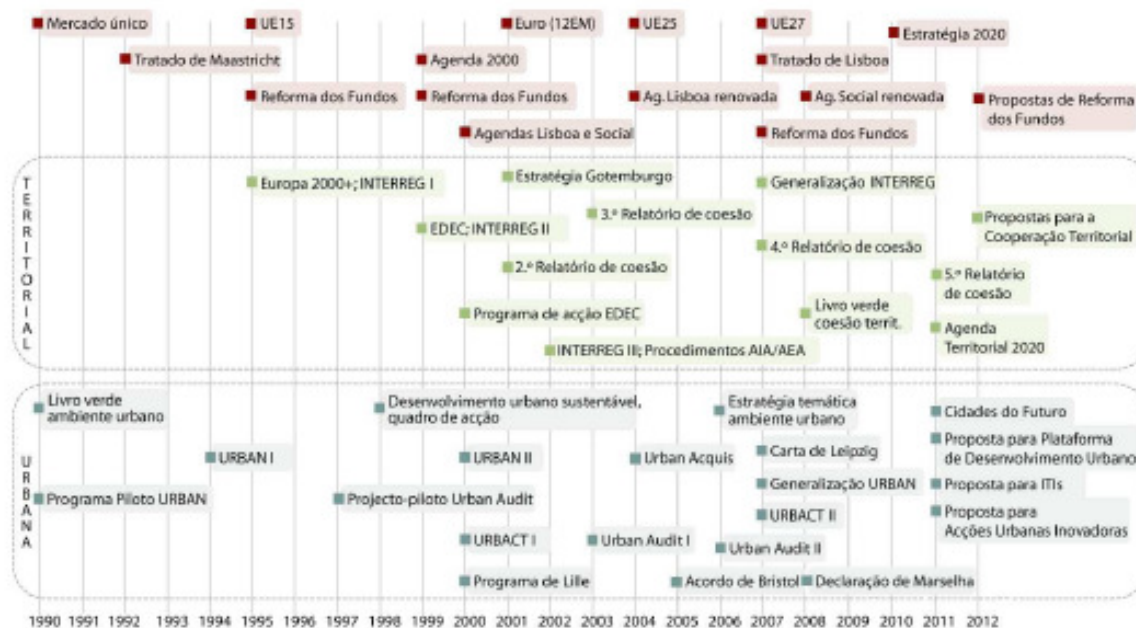 Mercado único
UE15
Euro (12EM)
UE25
UE27
Estratégia 2020
Tratado de Maastricht
Agenda 2000
Tratado de Lisboa
Reforma dos Fundos
Reforma dos Fundos
Ag. Lisboa renovada
Ag. Social renovada
Propostas de Reforma
dos Fundos
Agendas Lisboa e Social
Reforma dos Fundos
TERRITORIAL
Europa 2000+; INTERREG I
Estratégia Gotemburgo
Generalização INTERREG
3.º Relatório de coesão
Propostas para a
Cooperação Territorial
EDEC; INTERREG II
4.º Relatório de coesão
2.º Relatório de coesão
5.º Relatório
de coesão
Programa de acção EDEC
Livro verde
coesão territ.
Agenda
Territorial 2020
INTERREG III; Procedimentos AIA/AEA
URBANA
Livro verde
ambiente urbano
Desenvolvimento urbano sustentável,
quadro de acção
Estratégia temática
ambiente urbano
Cidades do Futuro
URBAN I
URBAN II
Urban Acquis
Carta de Leipzig
Proposta para Plataforma
de Desenvolvimento Urbano
Programa Piloto URBAN
Projecto-piloto Urban Audit
Generalização URBAN
Proposta para ITIs
URBACT II
Proposta para
Acções Urbanas Inovadoras
URBACT I
Urban Audit I
Urban Audit II
Programa de Lille
Acordo de Bristol
Declaração de Marselha
1990 1991 1992 1993 1994 1995 1996 1997 1998 1999 2000 2001 2002 2003 2004 2005 2006 2007 2008 2009 2010 2011 2012